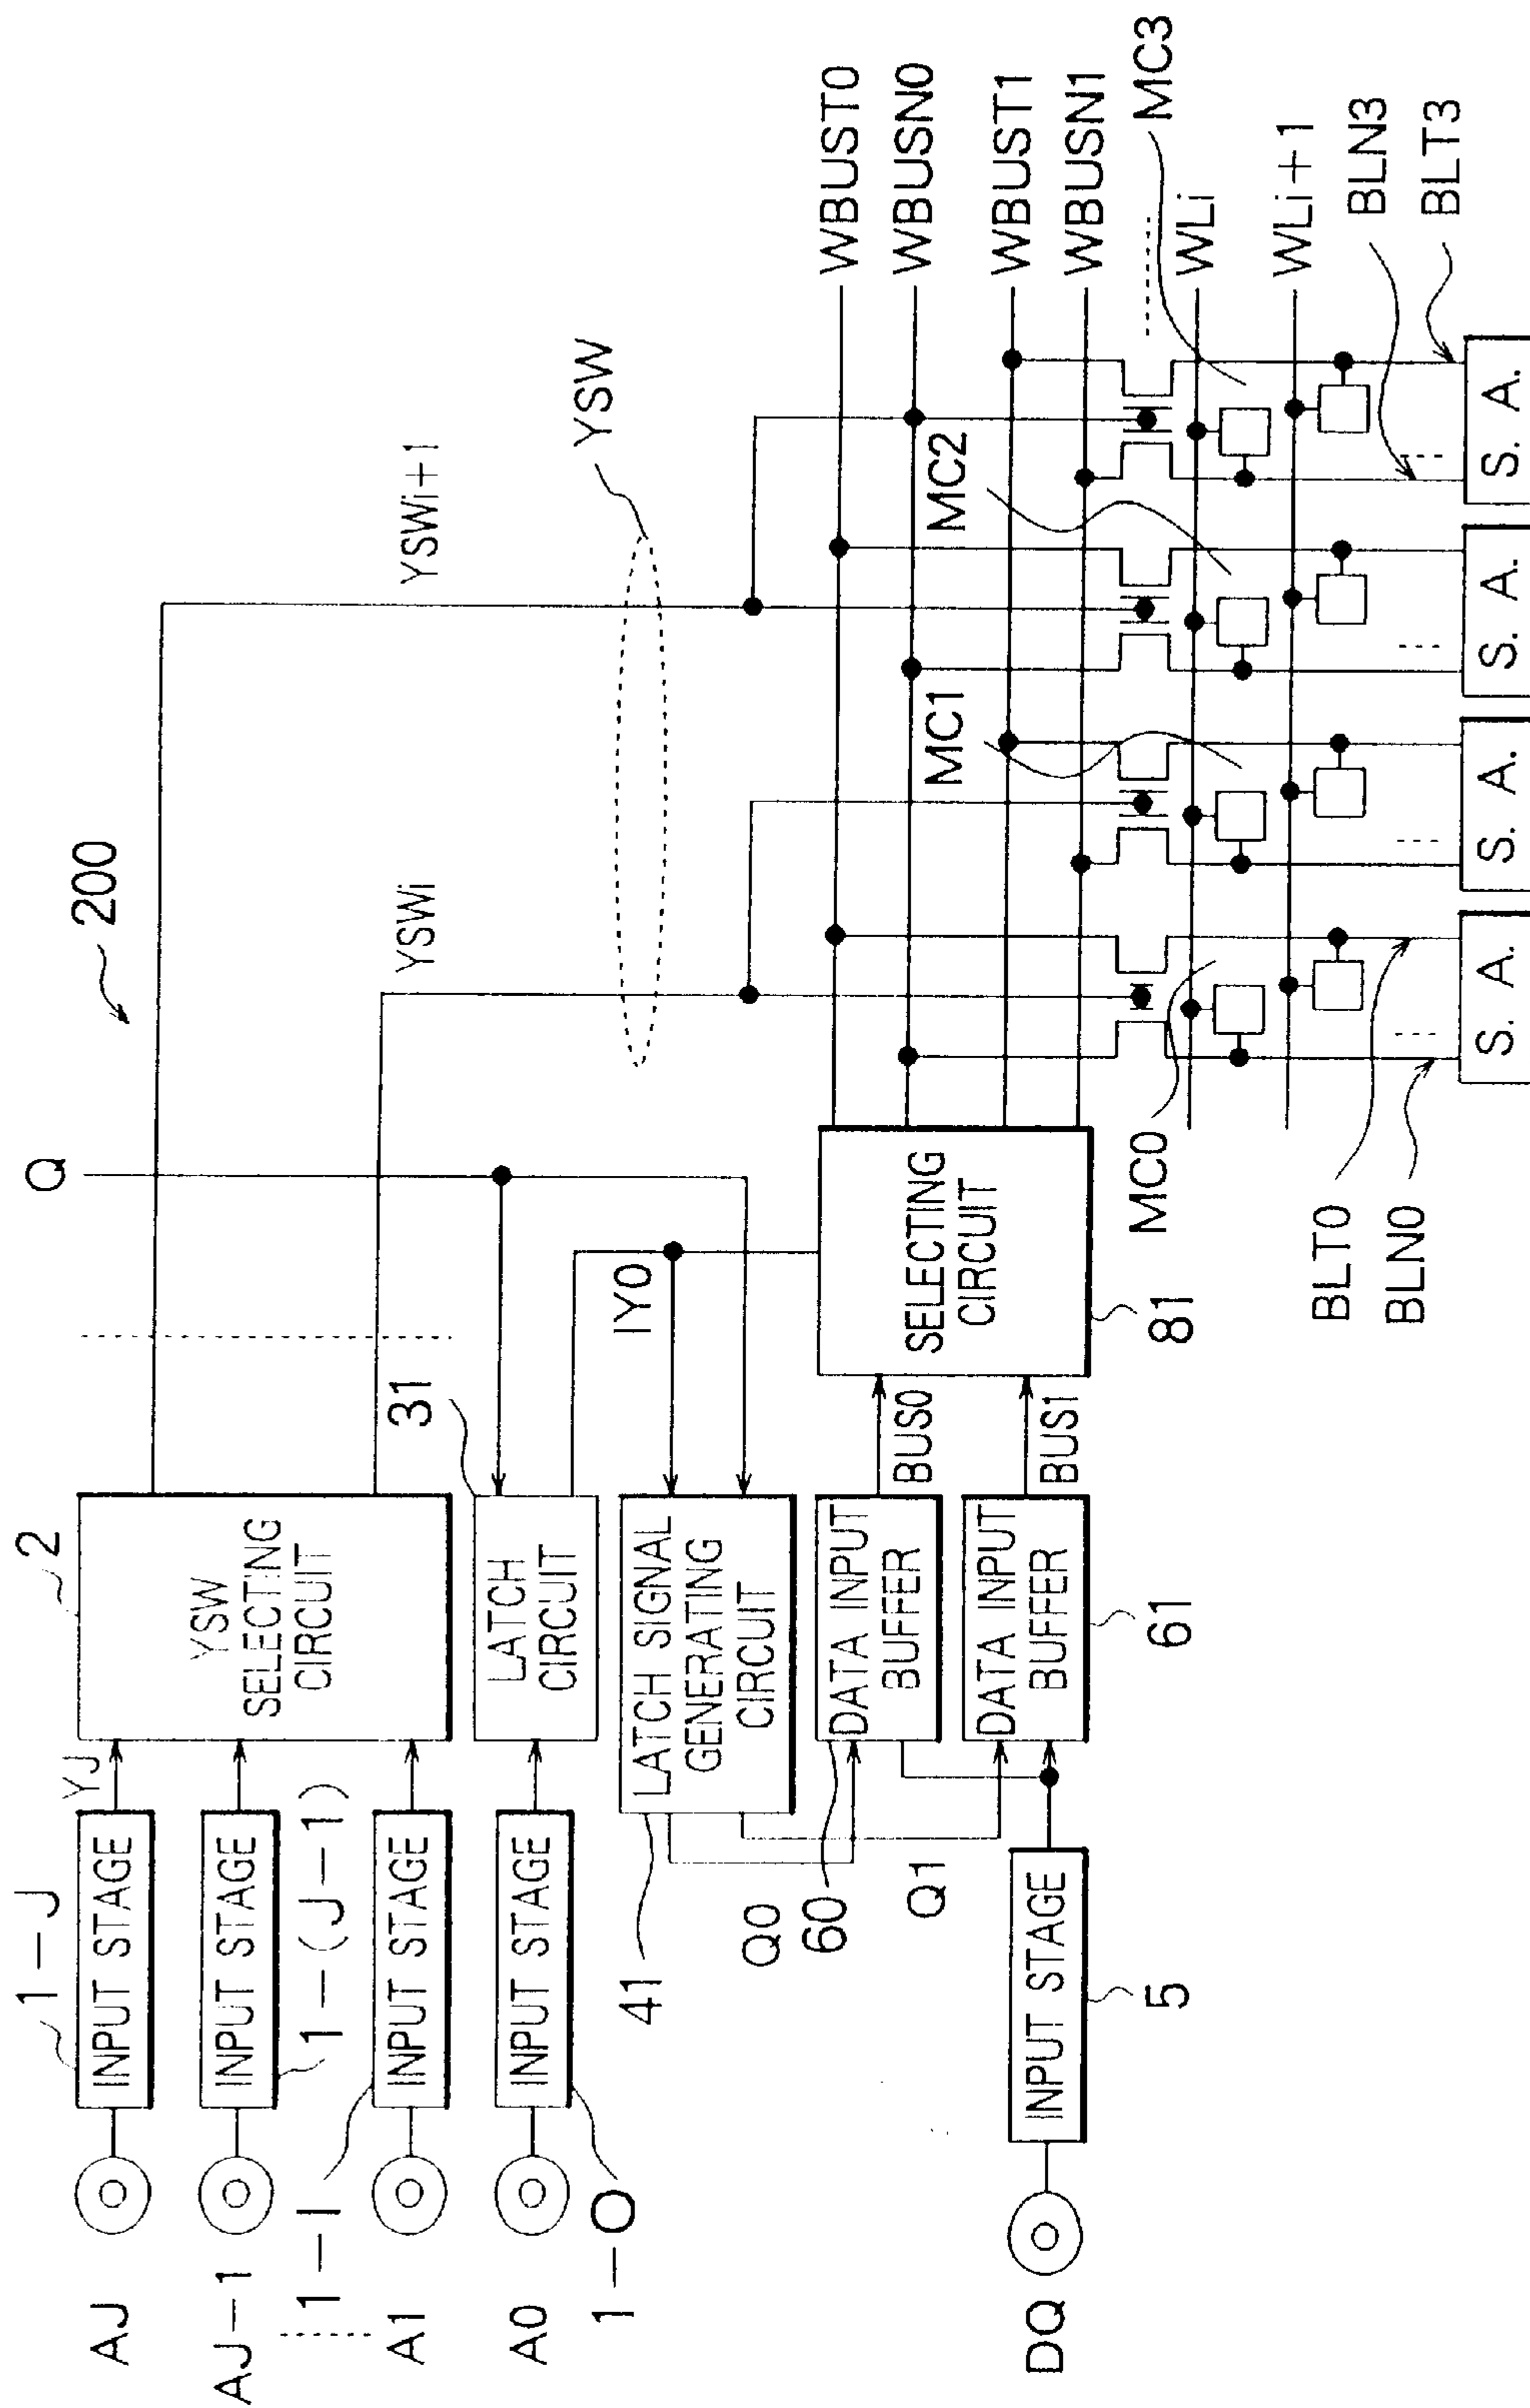 200
Q
2
1-J
AJ
INPUT STAGE
YJ
YSW
SELECTING
CIRCUIT
YSWi+1
YSWi
YSW
AJ-1
INPUT STAGE
1-(J-1)
1-I
A1
INPUT STAGE
31
A0
INPUT STAGE
1-O
LATCH
CIRCUIT
IY0
41
LATCH SIGNAL
GENERATING
CIRCUIT
Q0
60
DATA INPUT
BUFFER
BUS0
Q1
DATA INPUT
BUFFER
61
BUS1
SELECTING
CIRCUIT
81
DQ
INPUT STAGE
5
WBUST0
WBUSN0
WBUST1
WBUSN1
MC0
MC1
MC2
MC3
WLi
WLi+1
BLN3
BLT3
BLT0
BLN0
S. A.
S. A.
S. A.
S. A.